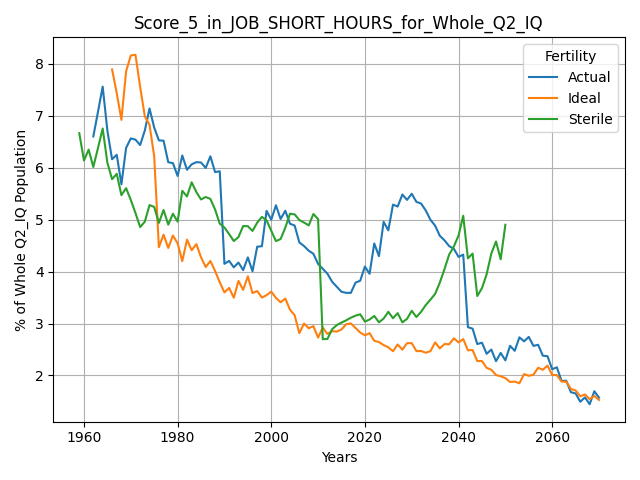 Score_5_in_JOB_SHORT_HOURS_for_Whole_Q2_IQ
Fertility
Actual
Ideal
Sterile
% of Whole Q2_IQ Population
8
7
6
5
4
3
2
1960
1980
2000
2020
2040
2060
Years